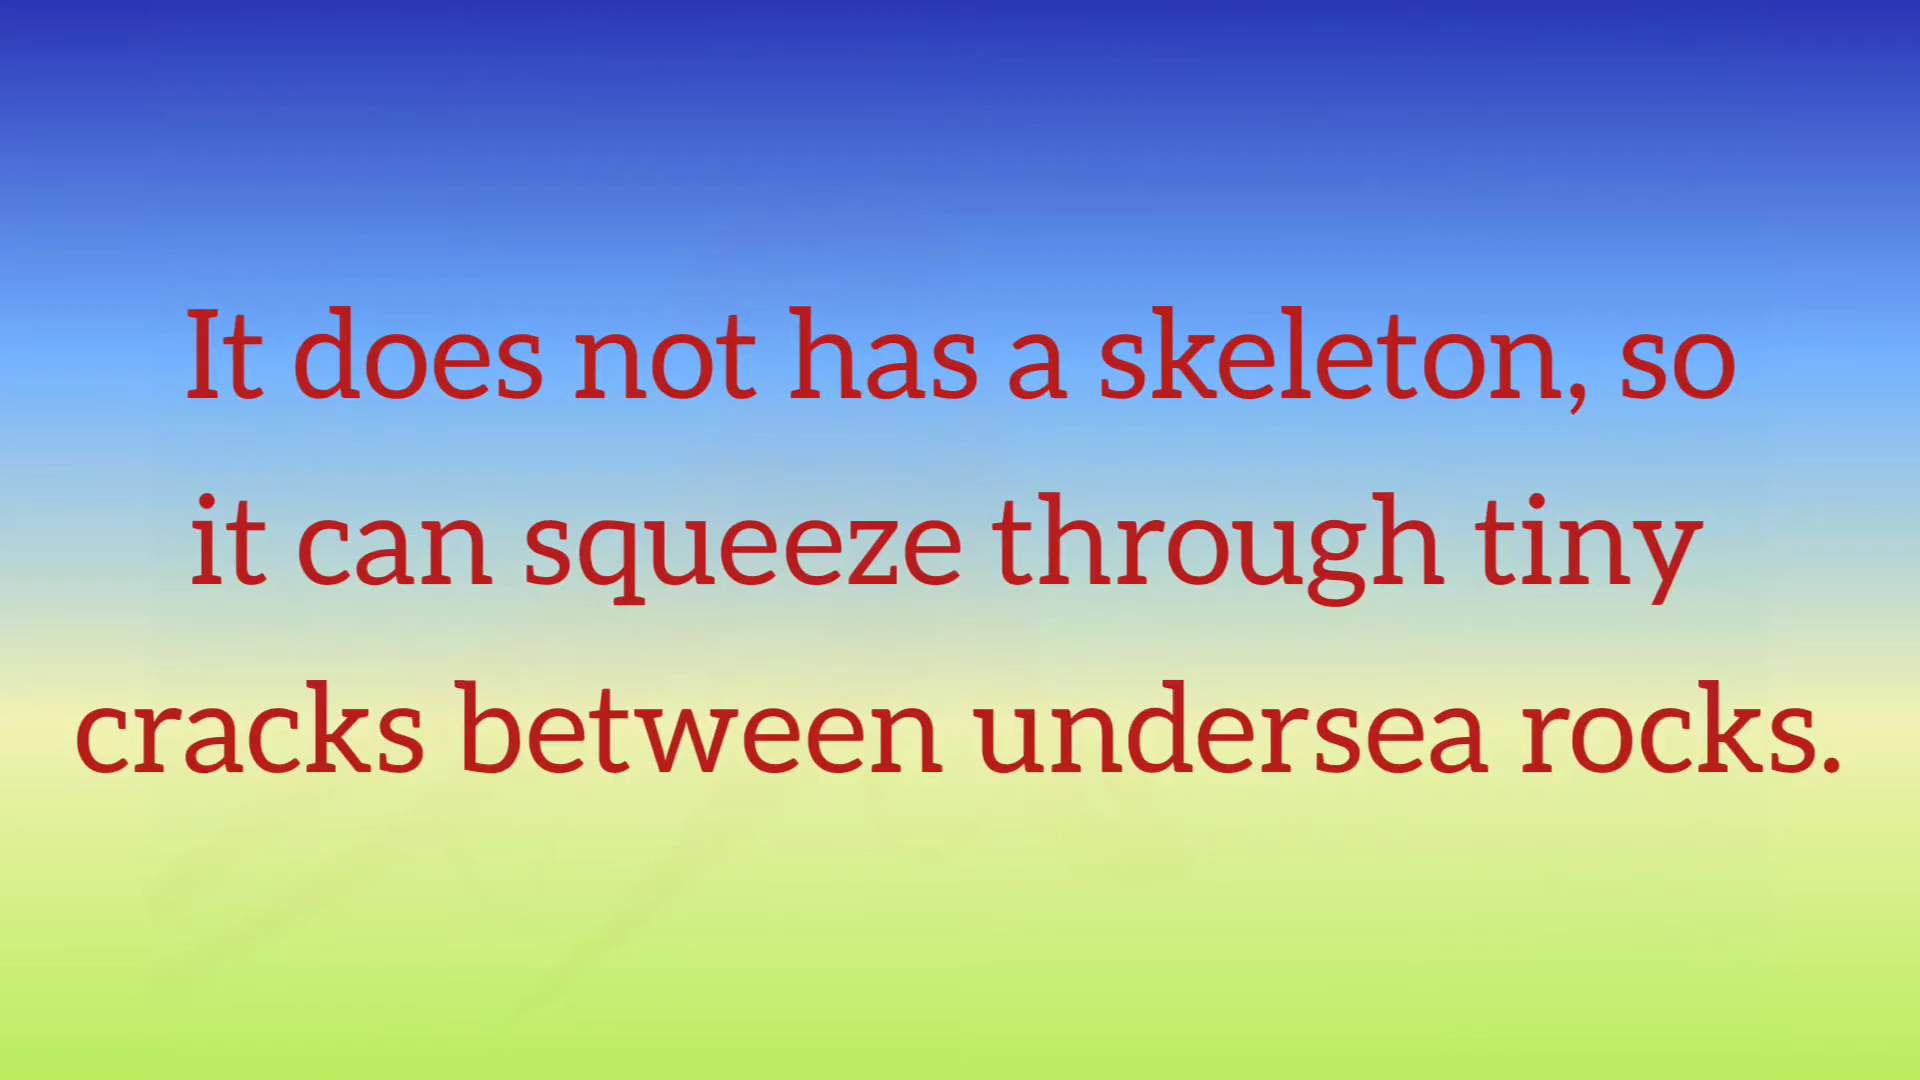 It does not has a skeleton, so
it can squeeze through tiny
cracks between undersea rocks.